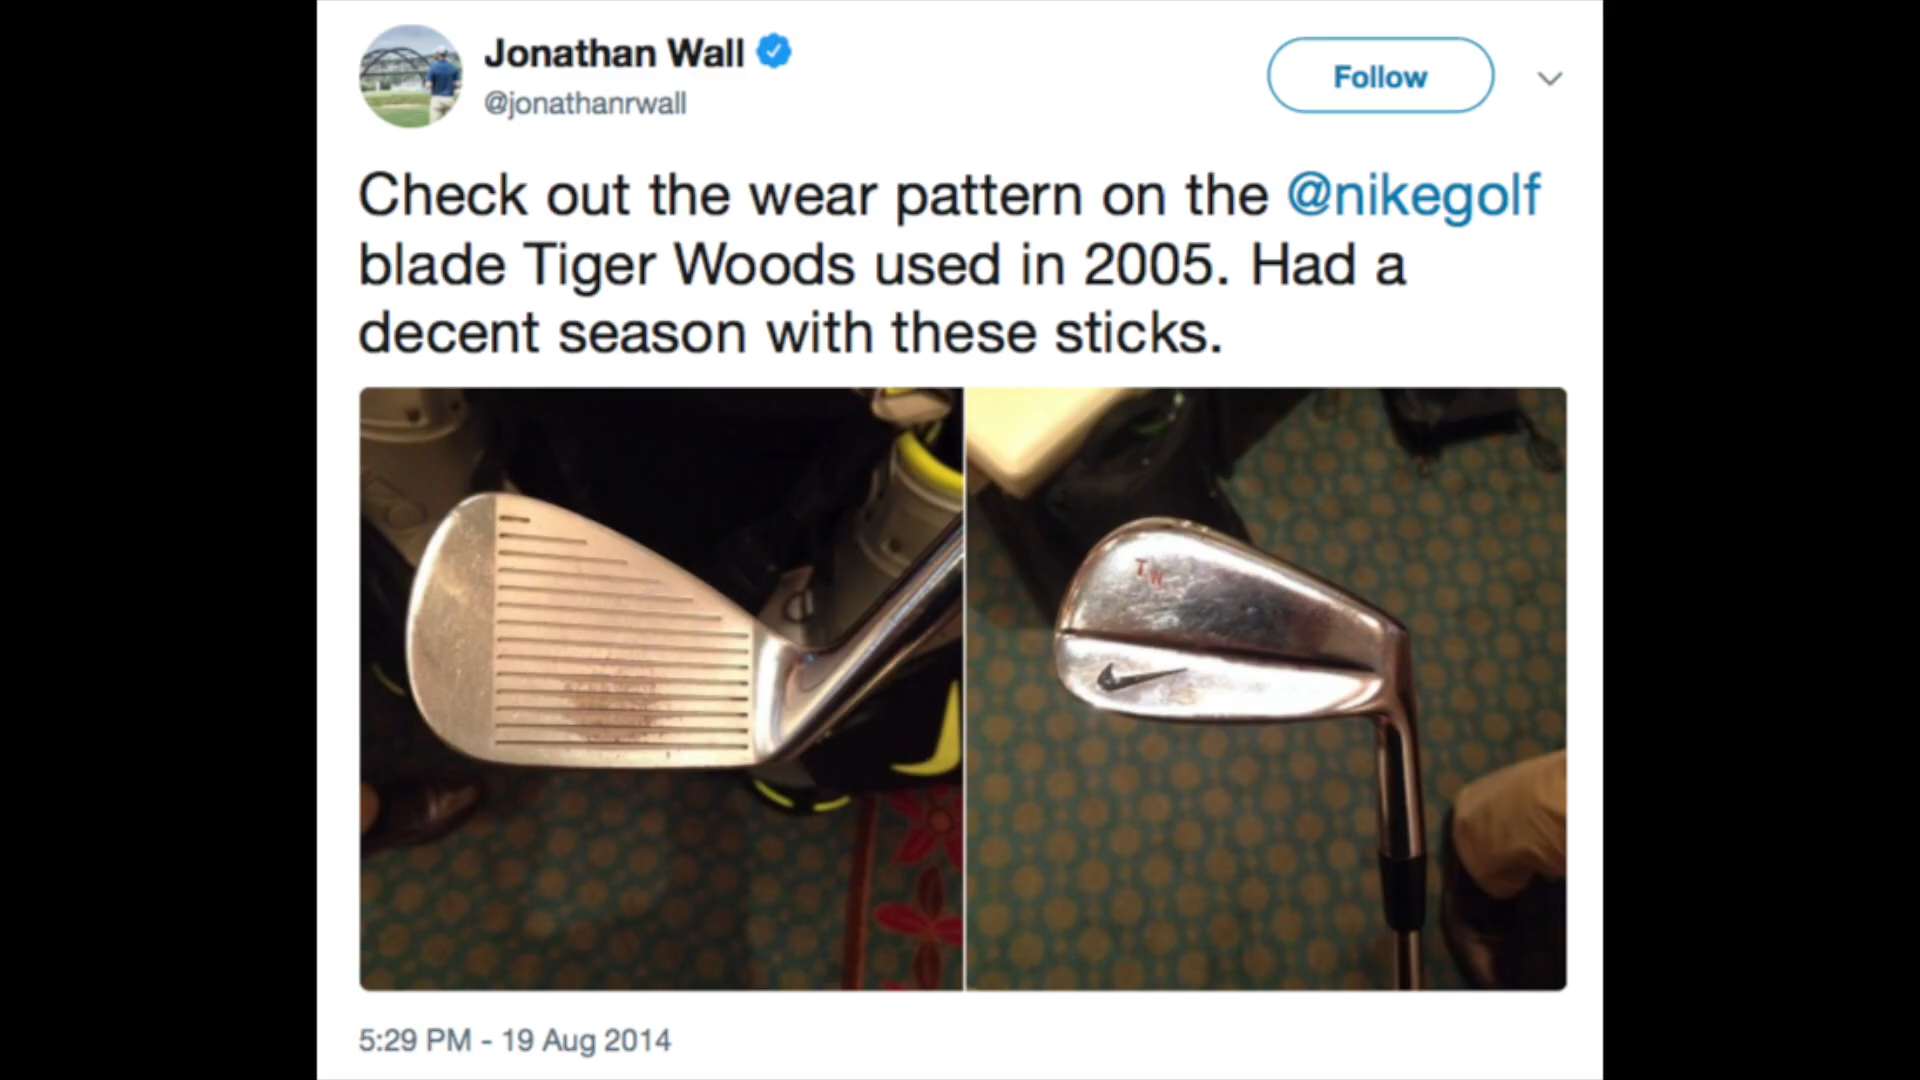 Jonathan Wall
@jonathanrwall
Follow
Check out the wear pattern on the @nikegolf
blade Tiger Woods used in 2005. Had a
decent season with these sticks.
TW
5:29 PM - 19 Aug 2014